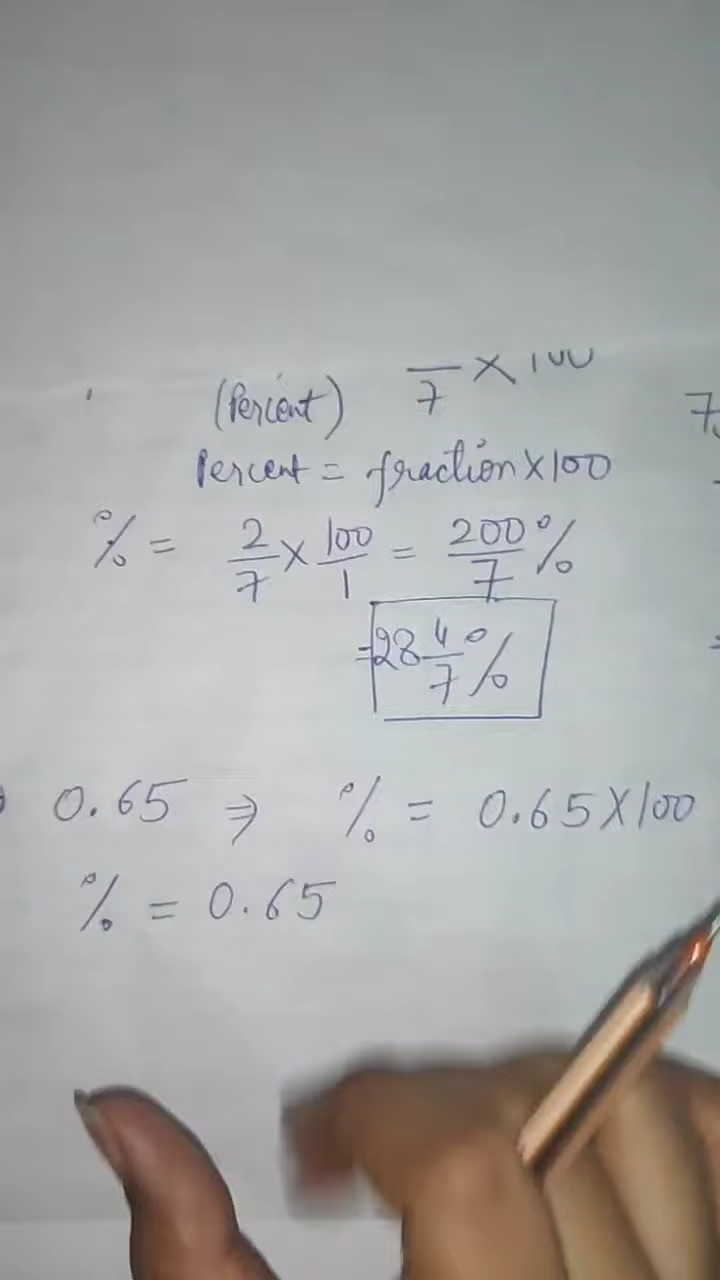 7 × 100
(Percent)
Percent = fraction × 100
% = 2/7 × 100/1 = 200/7 %
= 28 4/7 %
0.65 ⇒ % = 0.65 × 100
% = 0.65
7